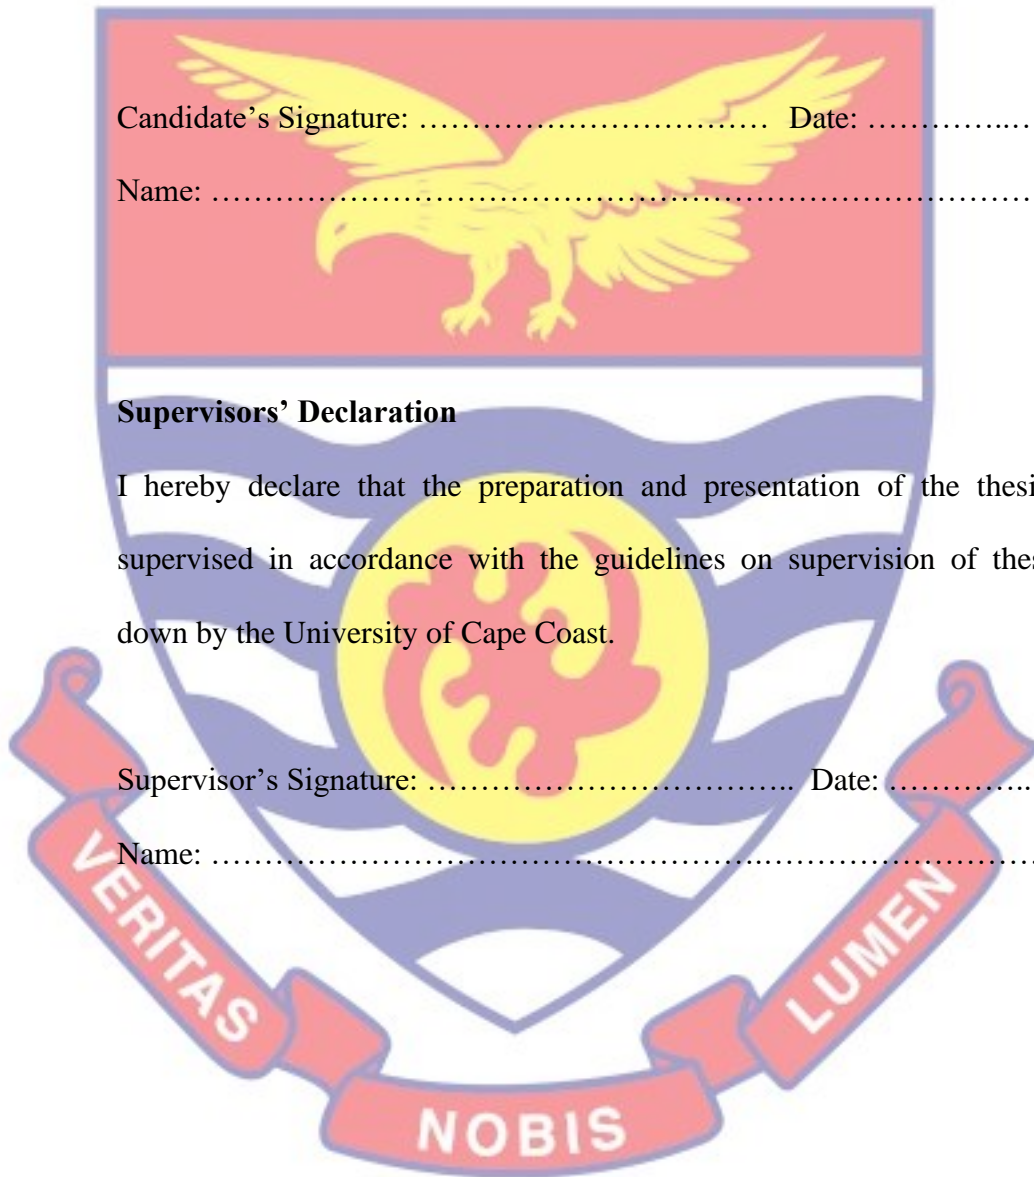 Candidate’s Signature: …………………………… Date: …………..…
Name: ……………………………………….……………………………
Supervisors’ Declaration
I hereby declare that the preparation and presentation of the thesi
supervised in accordance with the guidelines on supervision of thes
down by the University of Cape Coast.
Supervisor’s Signature: …………………………….. Date: …………..
Name: ……………………………….…………….……………………
VERITAS
NOBIS
LUMEN